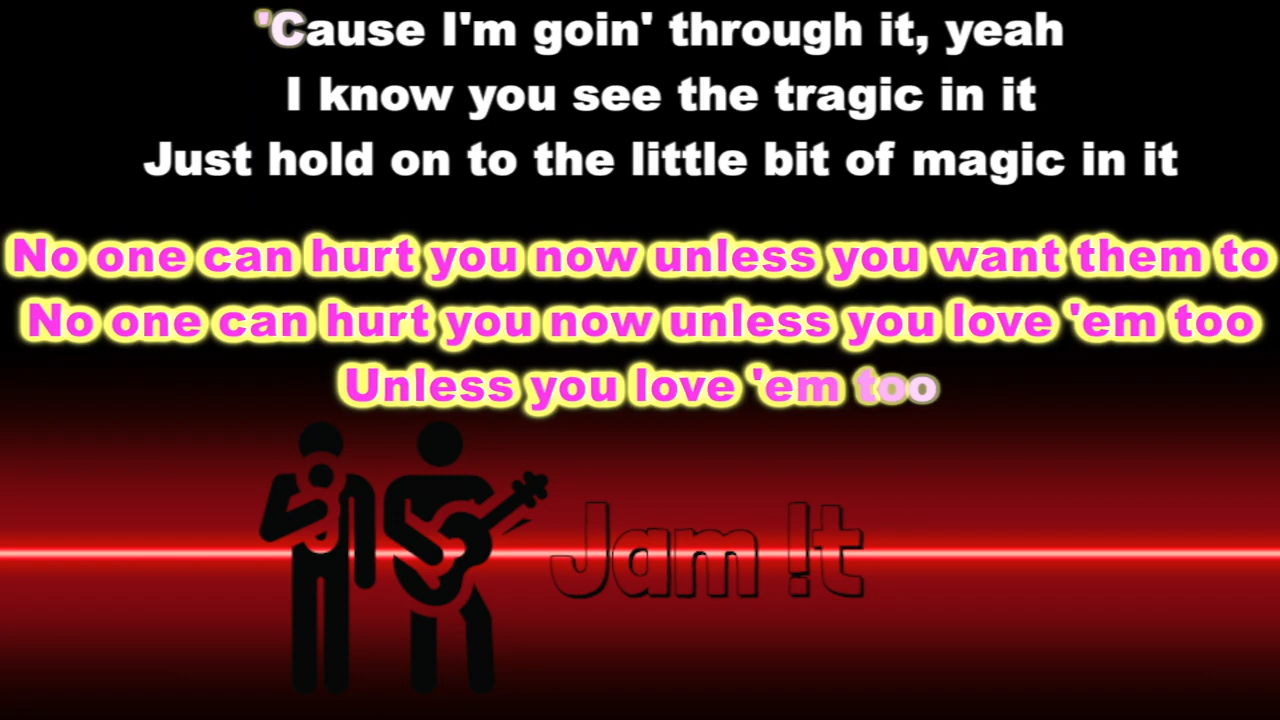 'Cause I'm goin' through it, yeah
I know you see the tragic in it
Just hold on to the little bit of magic in it
No one can hurt you now unless you want them to
No one can hurt you now unless you love 'em too
Unless you love 'em too
Jam !t